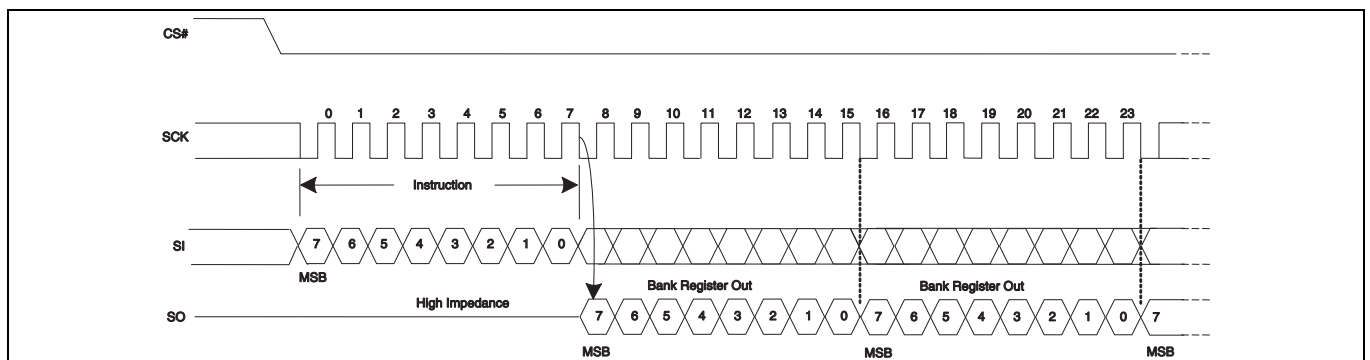 CS#
0 1 2 3 4 5 6 7 8 9 10 11 12 13 14 15 16 17 18 19 20 21 22 23
SCK
Instruction
SI 7 6 5 4 3 2 1 0
MSB
High Impedance Bank Register Out Bank Register Out
SO 7 6 5 4 3 2 1 0 7 6 5 4 3 2 1 0 7
MSB MSB MSB